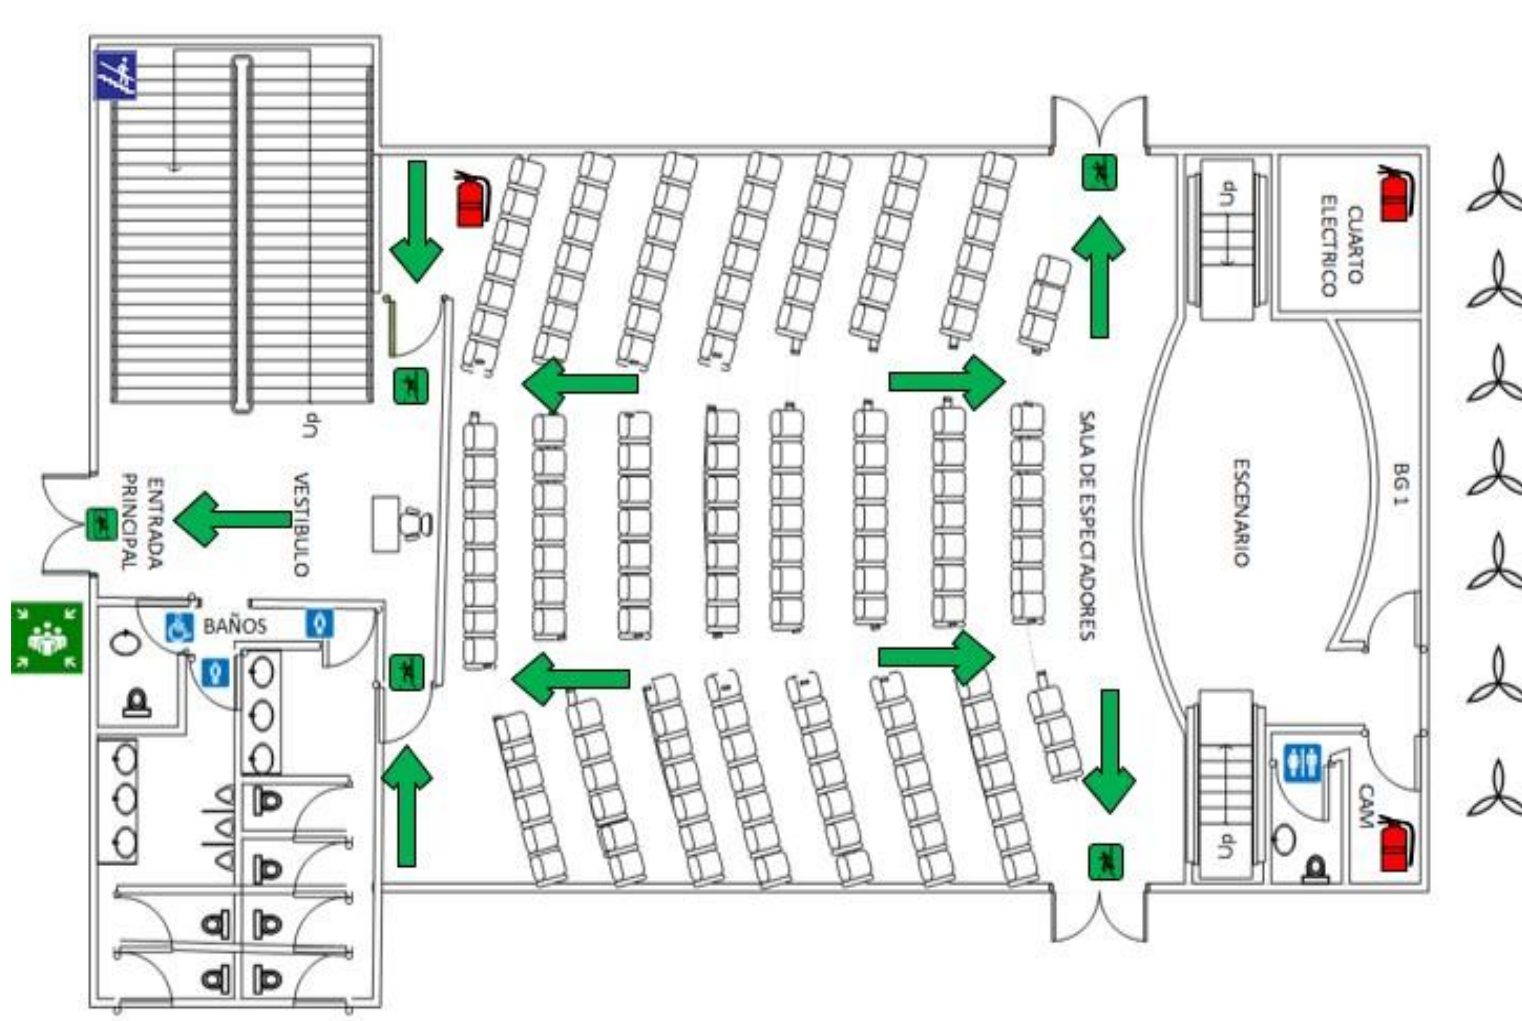 up
CUARTO
ELECTRICO
up
ENTRADA
PRINCIPAL
VESTIBULO
SALA DE ESPECTADORES
ESCENARIO
BG 1
BAÑOS
CAM
up